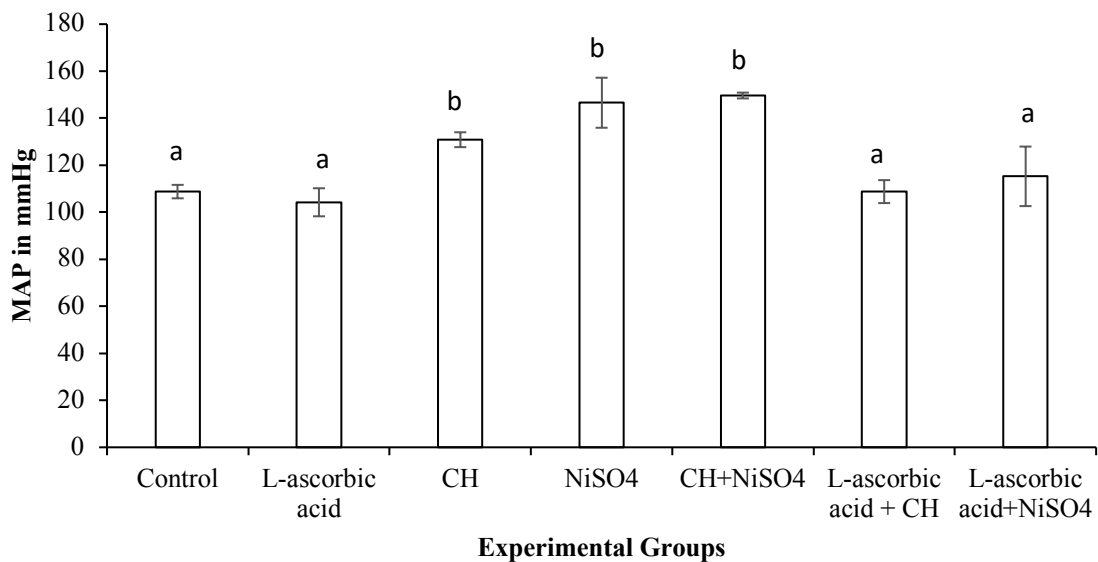 180
160
140
120
100
80
60
40
20
0
MAP in mmHg
a
a
b
b
b
a
a
Control
L-ascorbic
acid
CH
NiSO4
CH+NiSO4
L-ascorbic
acid + CH
L-ascorbic
acid+NiSO4
Experimental Groups